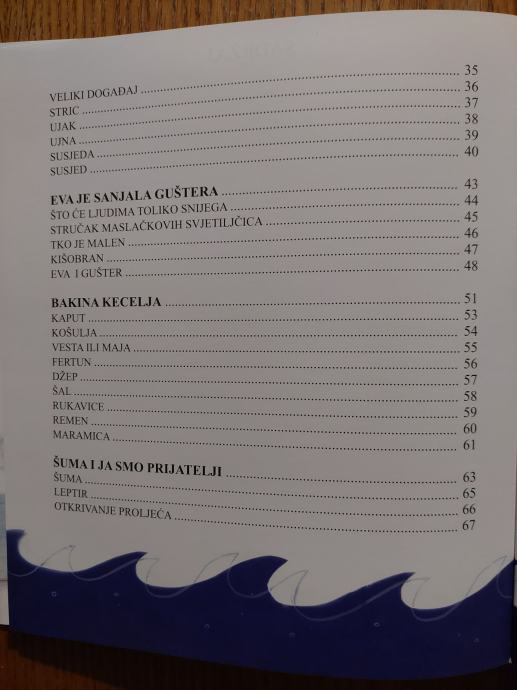 VELIKI DOGAĐAJ 35
STRIC 36
UJAK 37
UJNA 38
SUSJEDA 39
SUSJED 40
EVA JE SANJALA GUŠTERA 43
ŠTO ĆE LJUDIMA TOLIKO SNIJEGA 44
STRUČAK MASLAČKOVIH SVJETILJČICA 45
TKO JE MALEN 46
KIŠOBRAN 47
EVA I GUŠTER 48
BAKINA KECELJA 51
KAPUT 53
KOŠULJA 54
VESTA ILI MAJA 55
FERTUN 56
DŽEP 57
ŠAL 58
RUKAVICE 59
REMEN 60
MARAMICA 61
ŠUMA I JA SMO PRIJATELJI 63
ŠUMA 65
LEPTIR 66
OTKRIVANJE PROLJEĆA 67